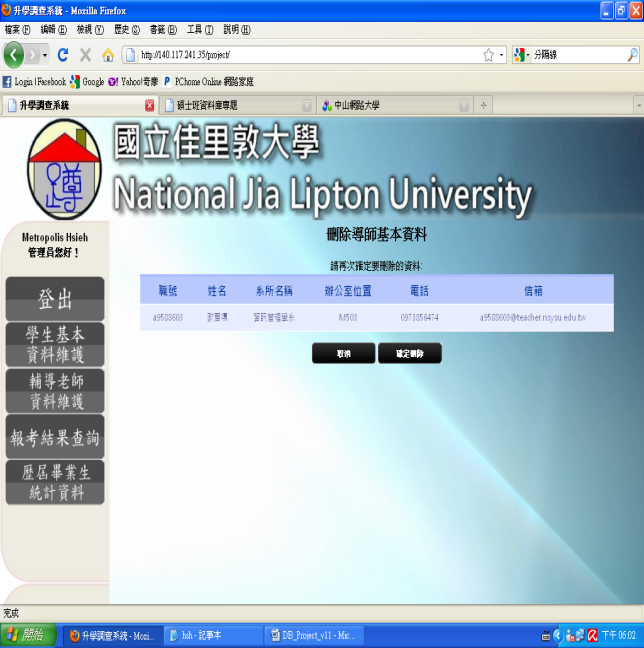 升學調查系統 - Mozilla Firefox
檔案(F) 編輯(E) 檢視(V) 歷史(S) 書籤(B) 工具(T) 說明(H)
http://140.117.241.35/project/
分隔線
Login | Facebook Google Yahoo!奇摩 PChome Online 網路家庭
升學調查系統 碩士班資料庫專題 中山網路大學
國立佳里敦大學
National Jia Lipton University
Metropolis Hsieh
管理員您好！
登出
學生基本
資料維護
輔導老師
資料維護
報考結果查詢
歷屆畢業生
統計資料
刪除導師基本資料
請再次確定要刪除的資料:
職號 姓名 系所名稱 辦公室位置 電話 信箱
a9588603 資訊管理學系 M503 0973856474 a9588603@teacher.nsysu.edu.tw
取消 確定刪除
完成
開始 升學調查系統 - Mozi... hsh - 記事本 DB_Project_v11 - Mic... 下午 06:02